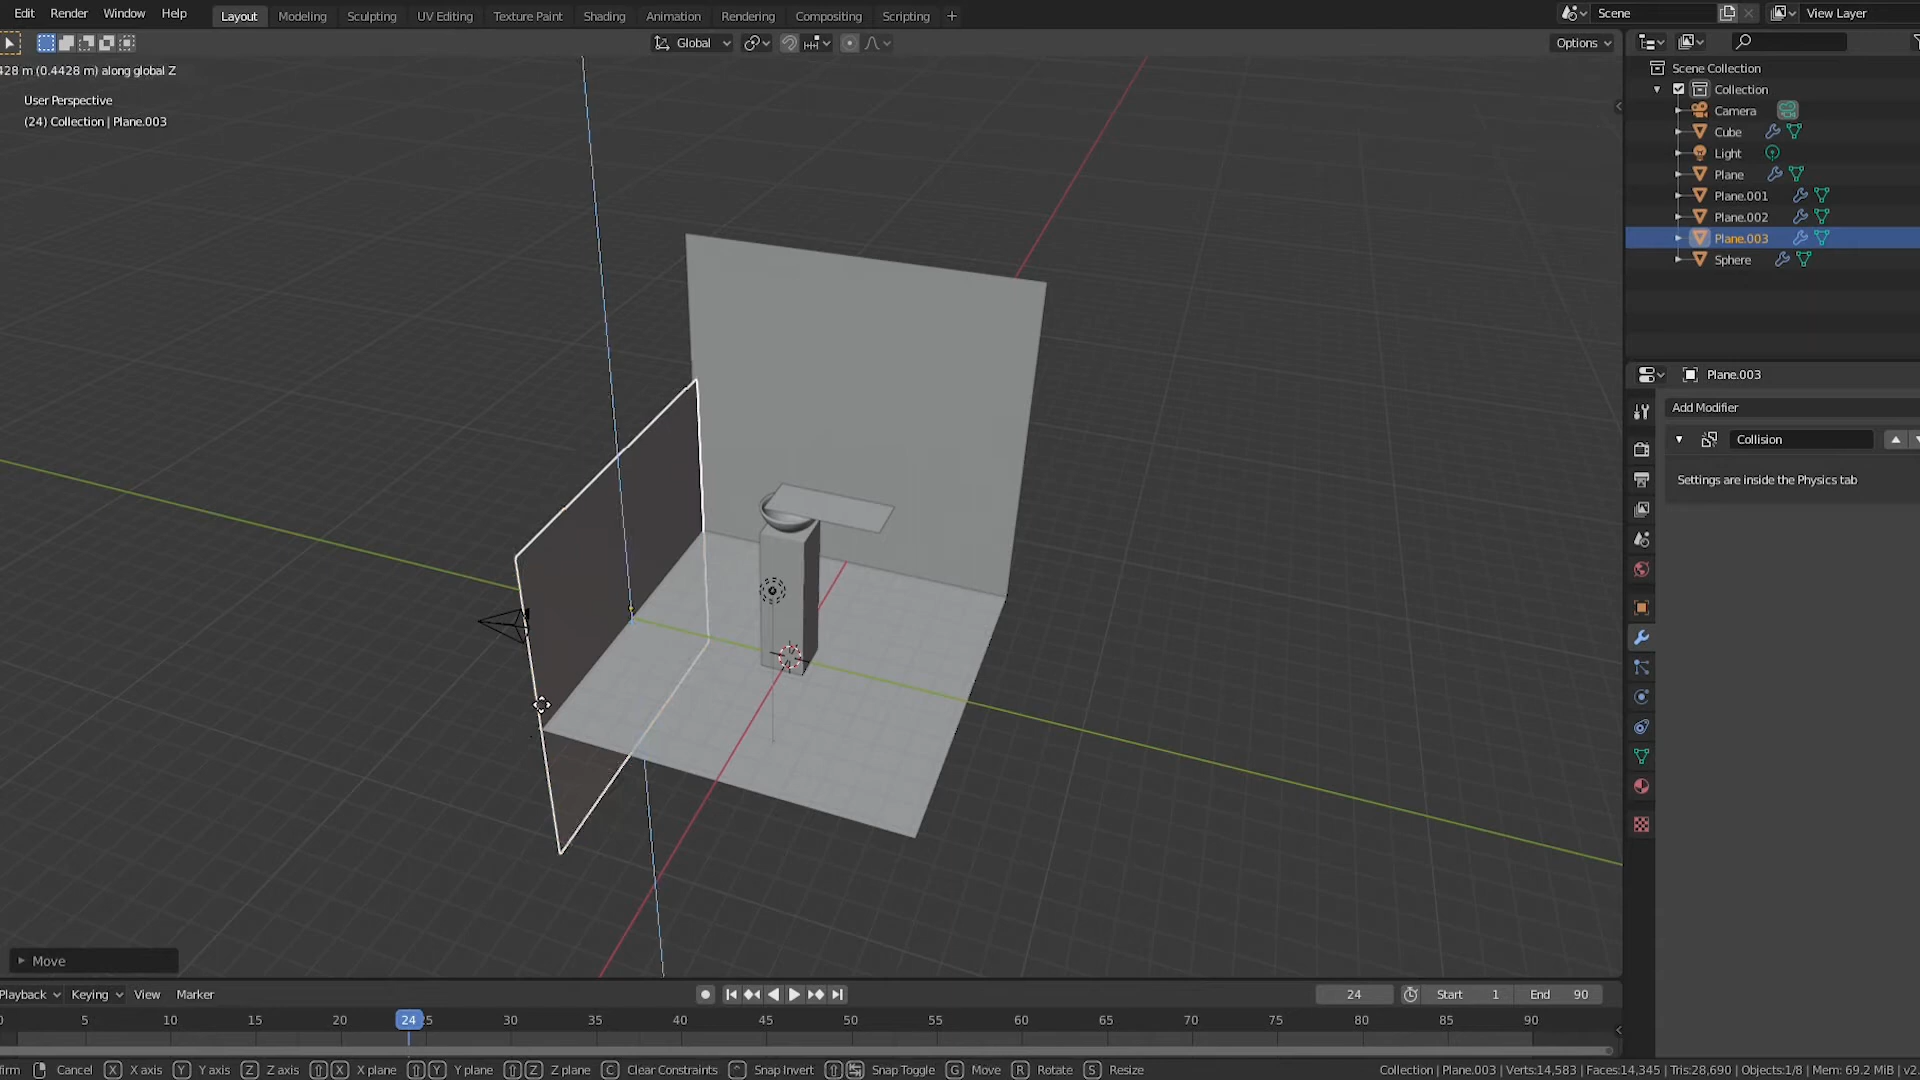 Edit Render Window Help Layout Modeling Sculpting UV Editing Texture Paint Shading Animation Rendering Compositing Scripting + Scene View Layer
Global Options
428 m (0.4428 m) along global Z
User Perspective
(24) Collection | Plane.003
Scene Collection
Collection
Camera
Cube
Light
Plane
Plane.001
Plane.002
Plane.003
Sphere
Plane.003
Add Modifier
Collision
Settings are inside the Physics tab
Move
Playback Keying View Marker 24 Start 1 End 90
0 5 10 15 20 24 25 30 35 40 45 50 55 60 65 70 75 80 85 90
firm Cancel X X axis Y Y axis Z Z axis X X plane Y Y plane Z Z plane C Clear Constraints Snap Invert Snap Toggle G Move R Rotate S Resize Collection | Plane.003 | Verts:14,583 | Faces:14,345 | Tris:28,690 | Objects:1/8 | Mem: 69.2 MiB | v2.